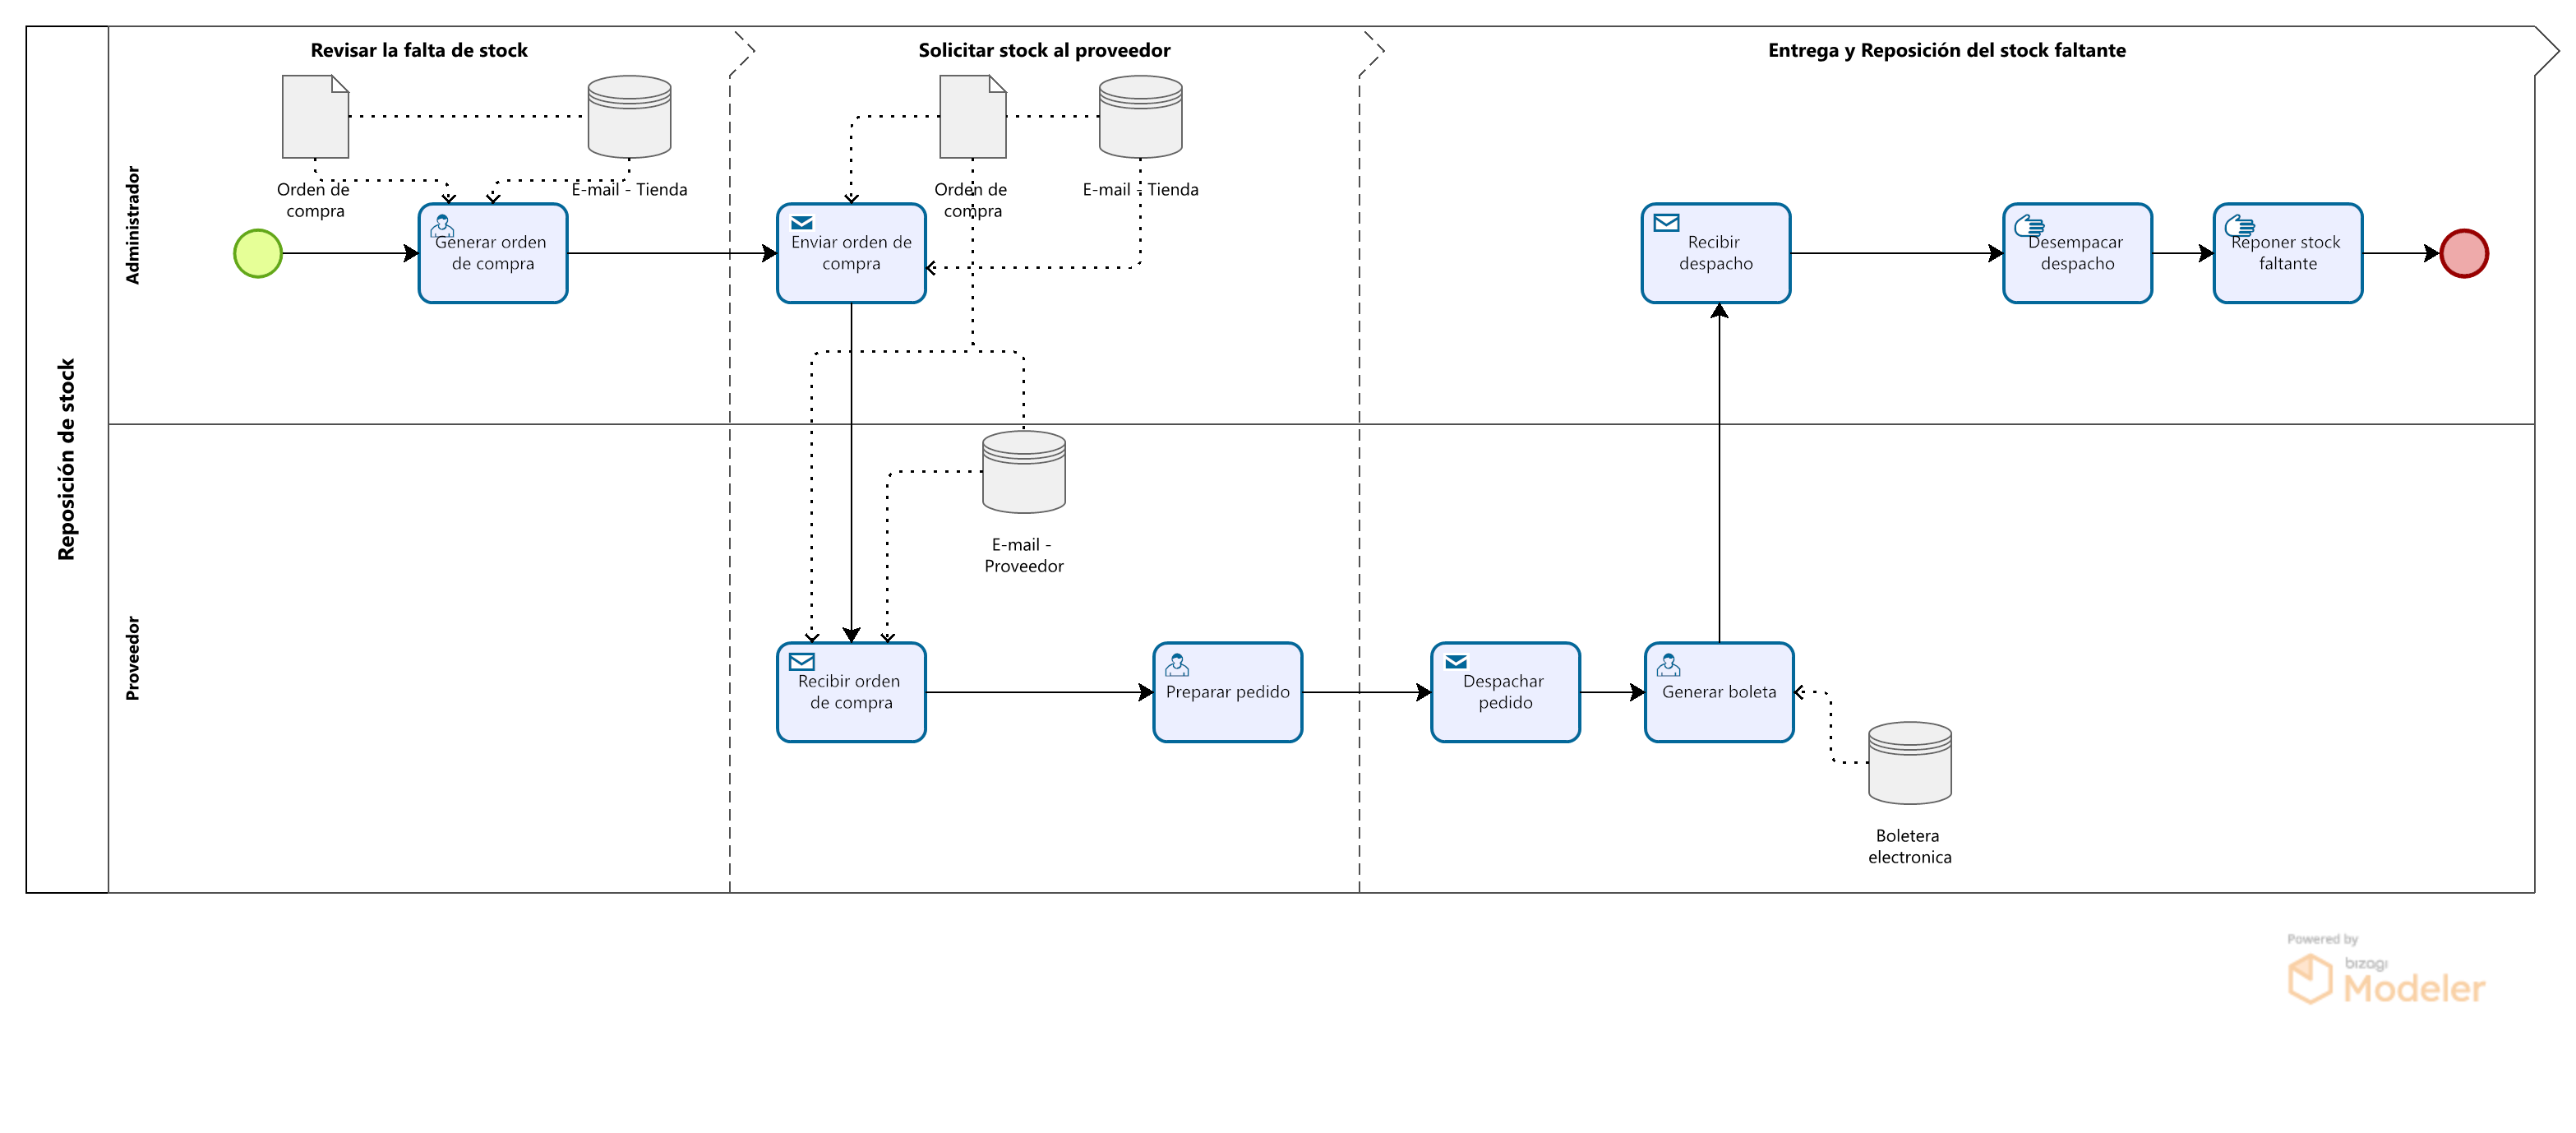 Reposición de stock
Revisar la falta de stock
Solicitar stock al proveedor
Entrega y Reposición del stock faltante
Administrador
Orden de
compra
E-mail - Tienda
Generar orden
de compra
Orden de
compra
E-mail - Tienda
Enviar orden de
compra
Recibir
despacho
Desempacar
despacho
Reponer stock
faltante
Proveedor
E-mail -
Proveedor
Recibir orden
de compra
Preparar pedido
Despachar
pedido
Generar boleta
Boletera
electronica
Powered by
bizagi
Modeler